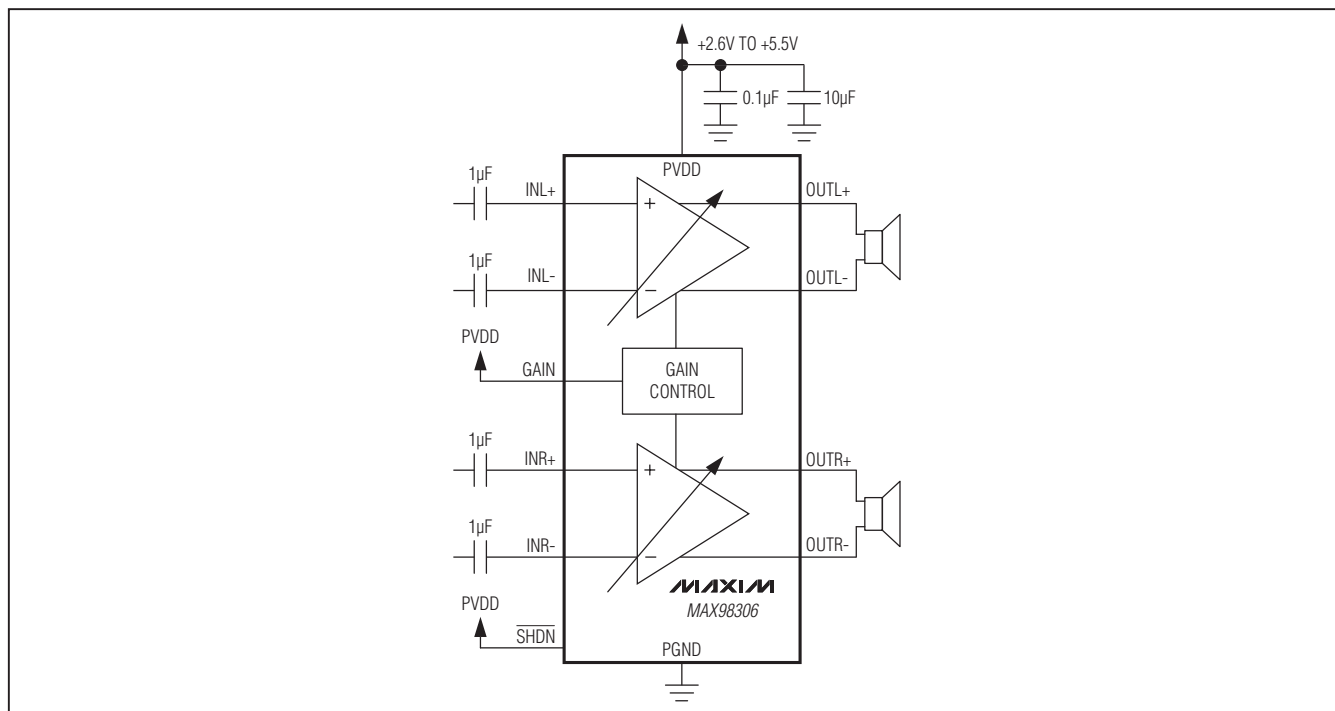 +2.6V TO +5.5V
0.1µF
10µF
PVDD
1µF
INL+
+
OUTL+
1µF
INL-
−
OUTL-
PVDD
GAIN
GAIN
CONTROL
1µF
INR+
+
OUTR+
1µF
INR-
−
OUTR-
MAXIM
MAX98306
PVDD
SHDN
PGND